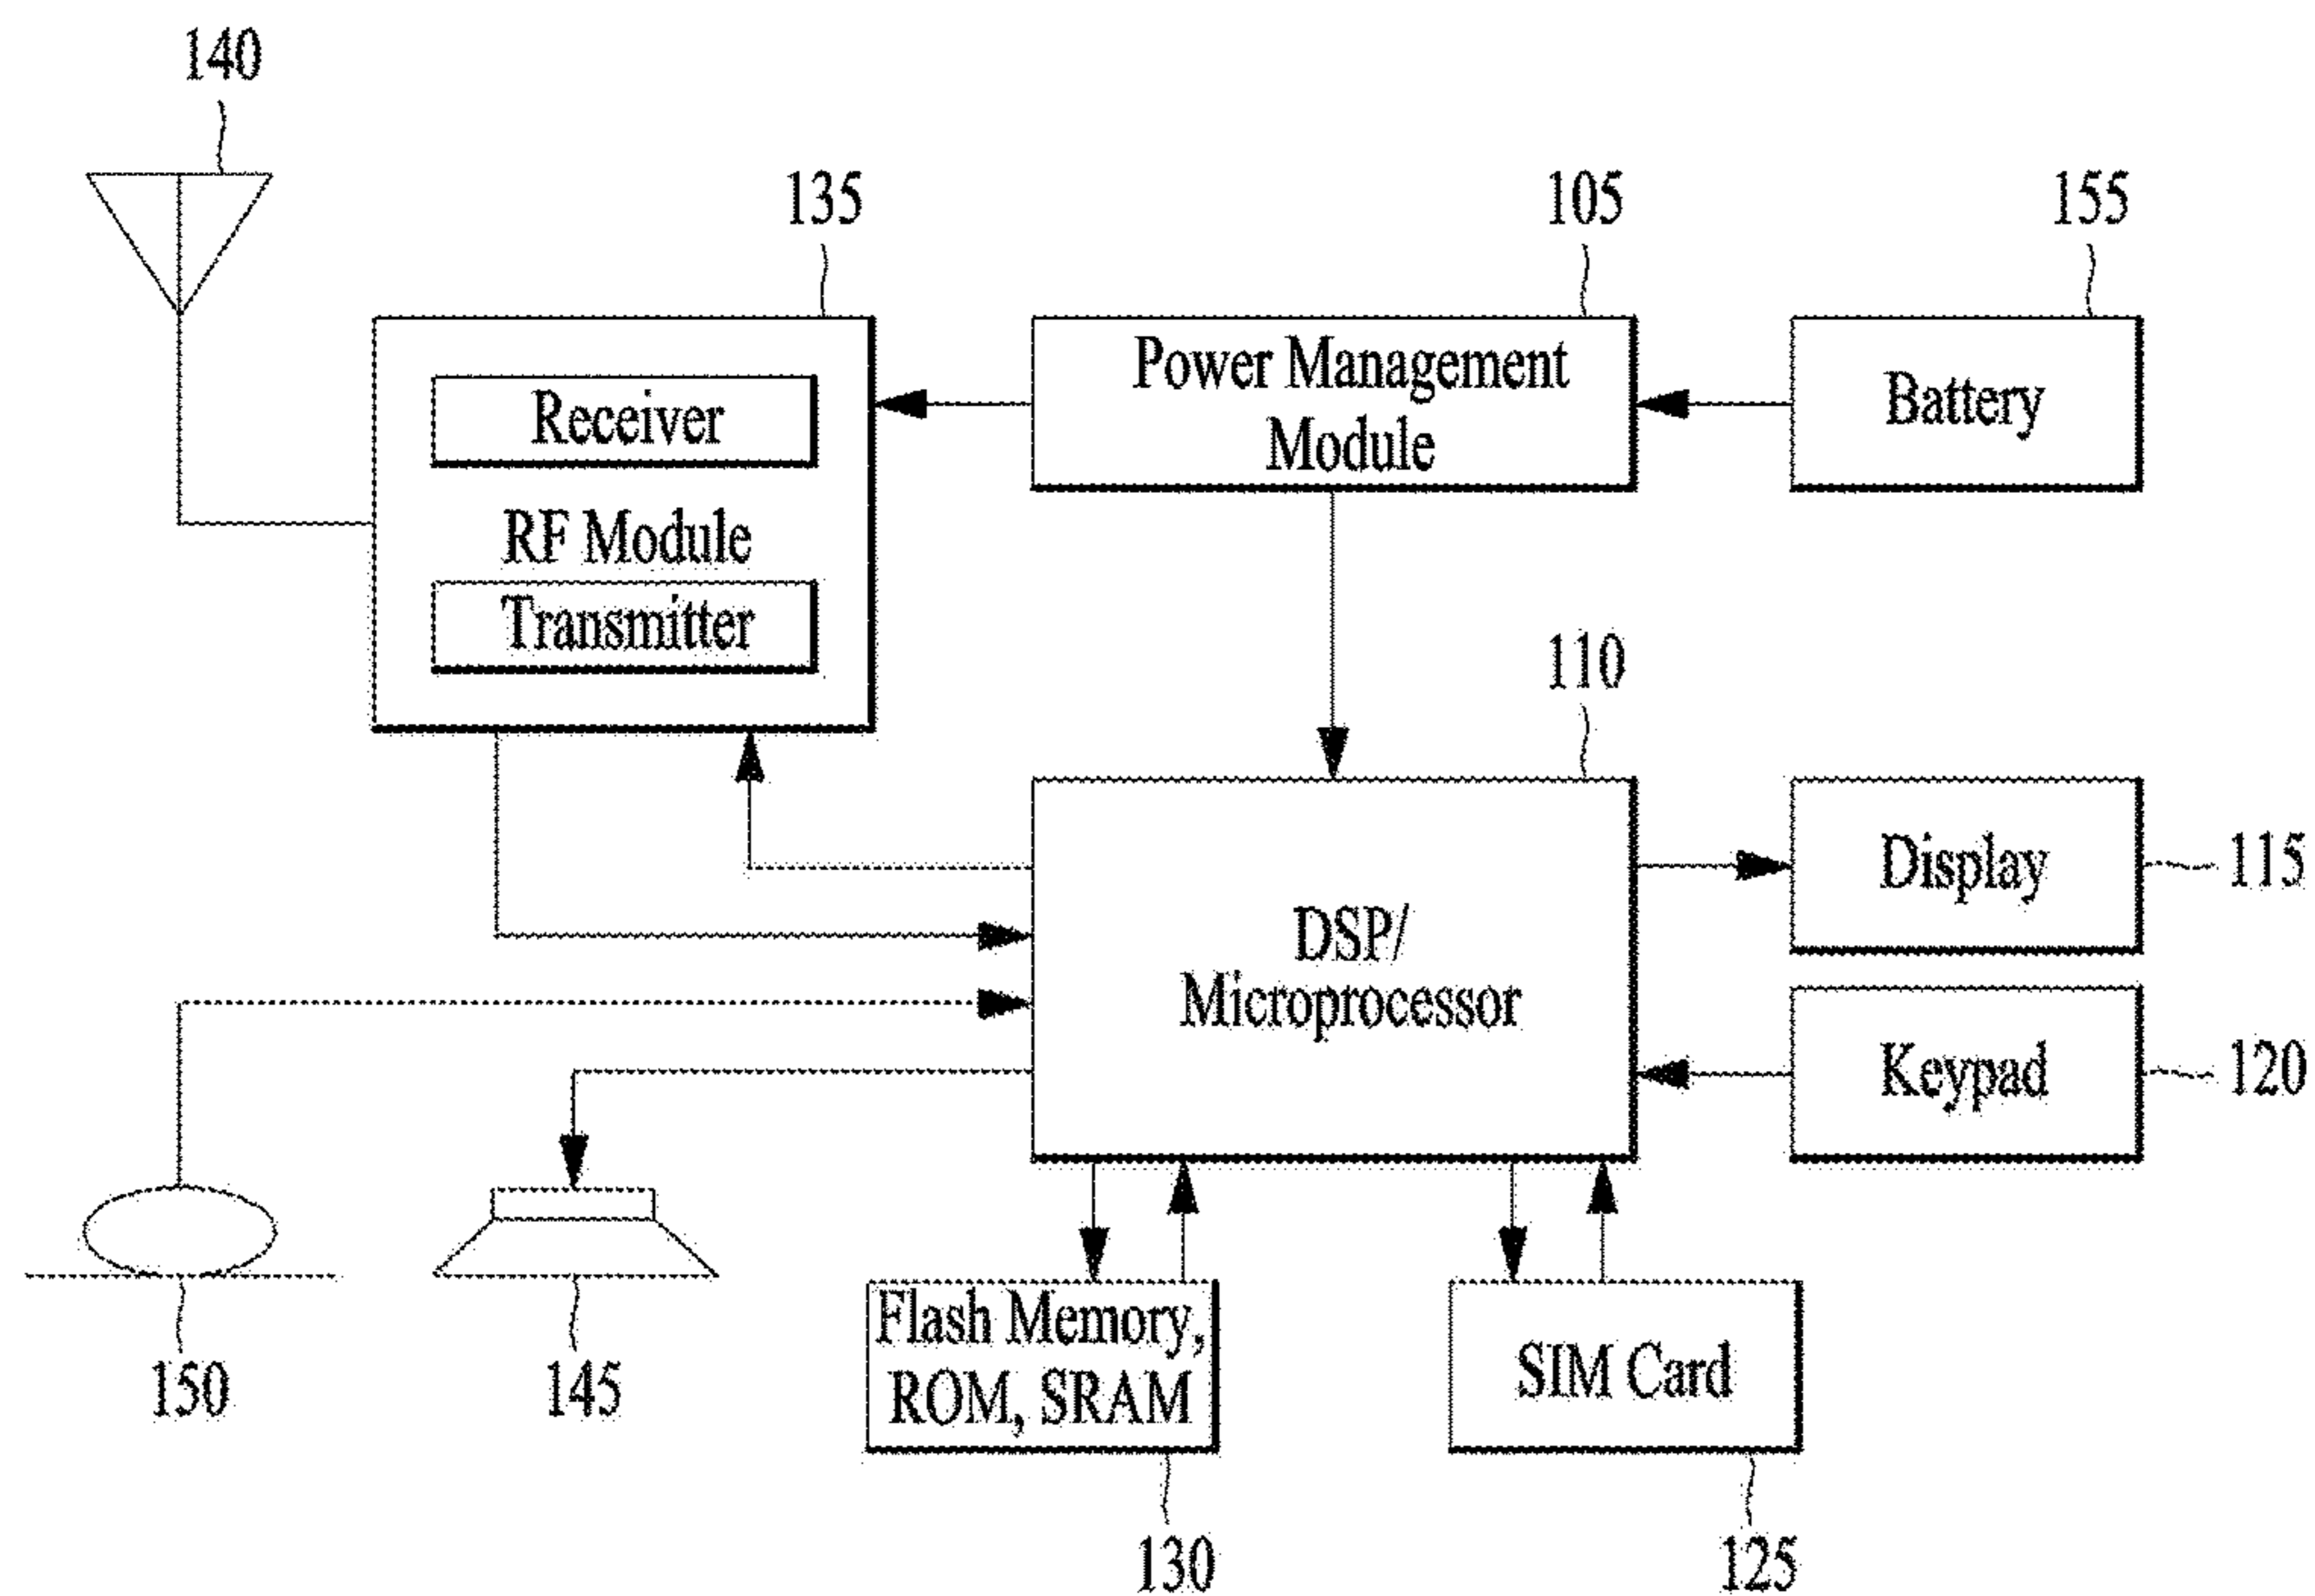 140
135
105
155
Receiver
RF Module
Transmitter
Power Management
Module
Battery
110
DSP/
Microprocessor
Display
115
Keypad
120
150
145
Flash Memory,
ROM, SRAM
130
SIM Card
125